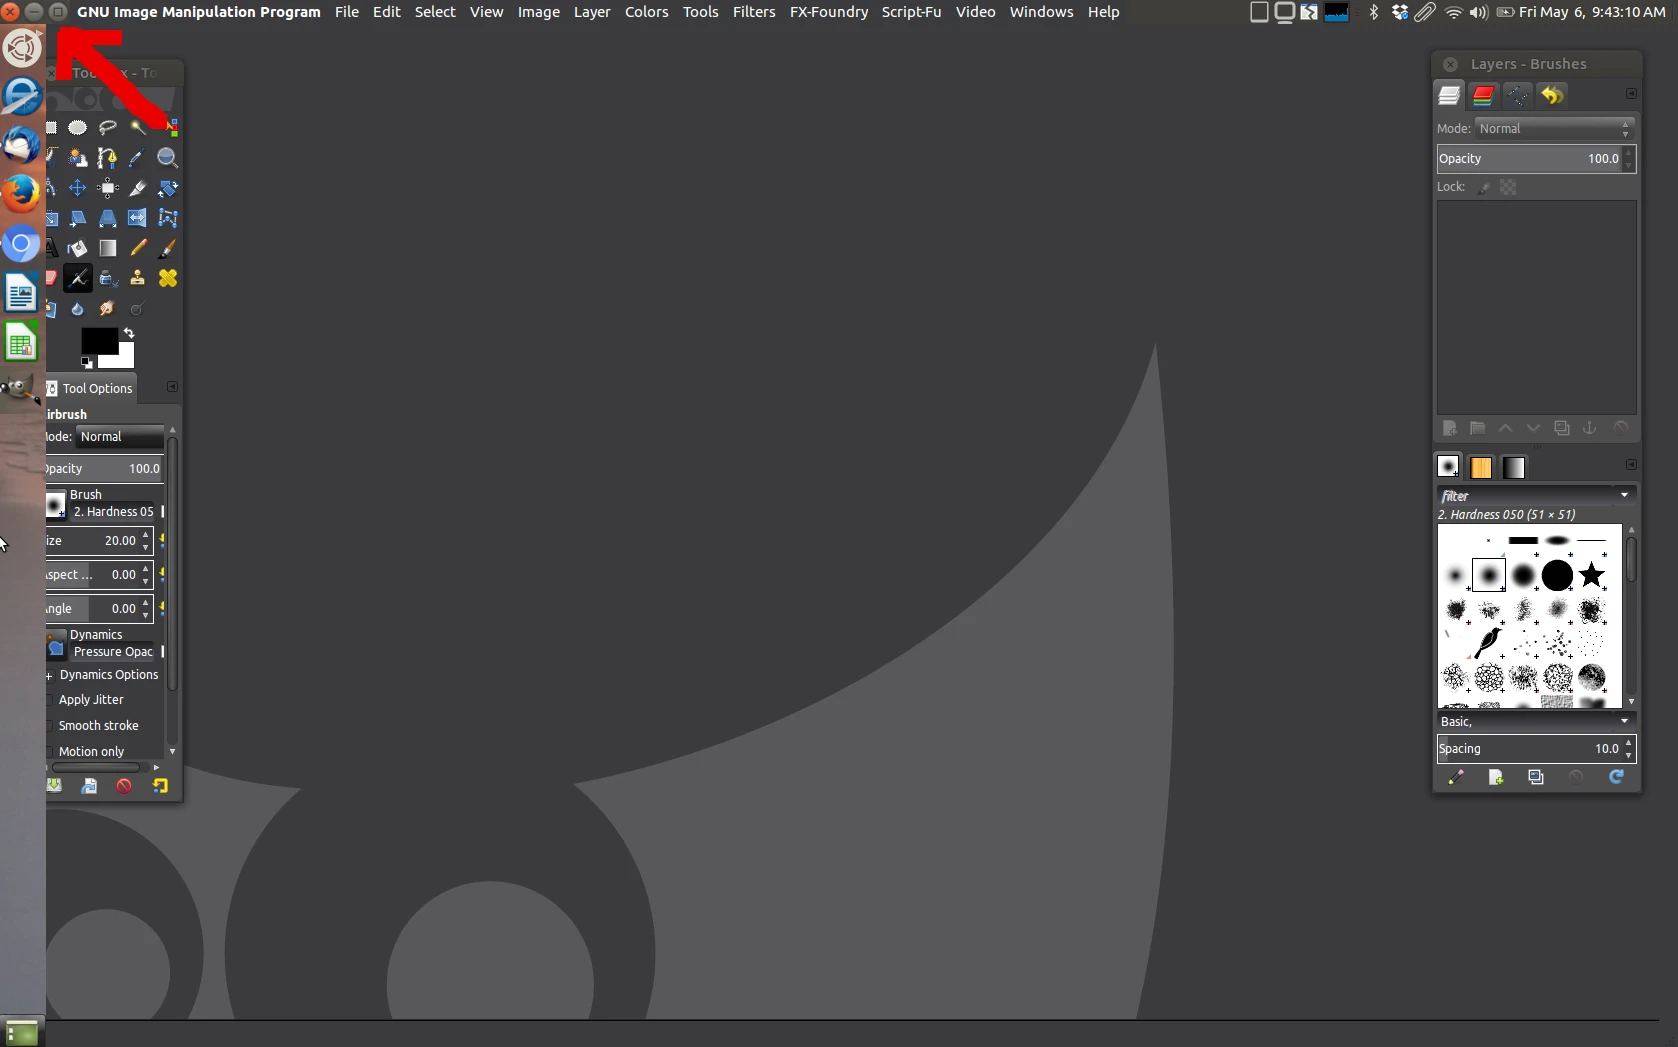 GNU Image Manipulation Program File Edit Select View Image Layer Colors Tools Filters FX-Foundry Script-Fu Video Windows Help Fri May 6, 9:43:10 AM
Tool Options
irbrush
ode: Normal
pacity 100.0
Brush
2. Hardness 05
ize 20.00
spect ... 0.00
ngle 0.00
Dynamics
Pressure Opac
Dynamics Options
Apply Jitter
Smooth stroke
Motion only
Layers - Brushes
Mode: Normal
Opacity 100.0
Lock:
filter
2. Hardness 050 (51 × 51)
Basic,
Spacing 10.0